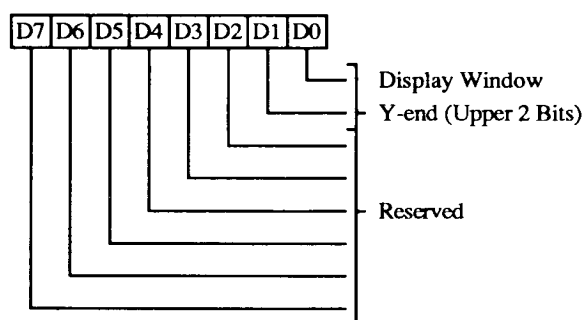 D7 D6 D5 D4 D3 D2 D1 D0
Display Window
Y-end (Upper 2 Bits)
Reserved